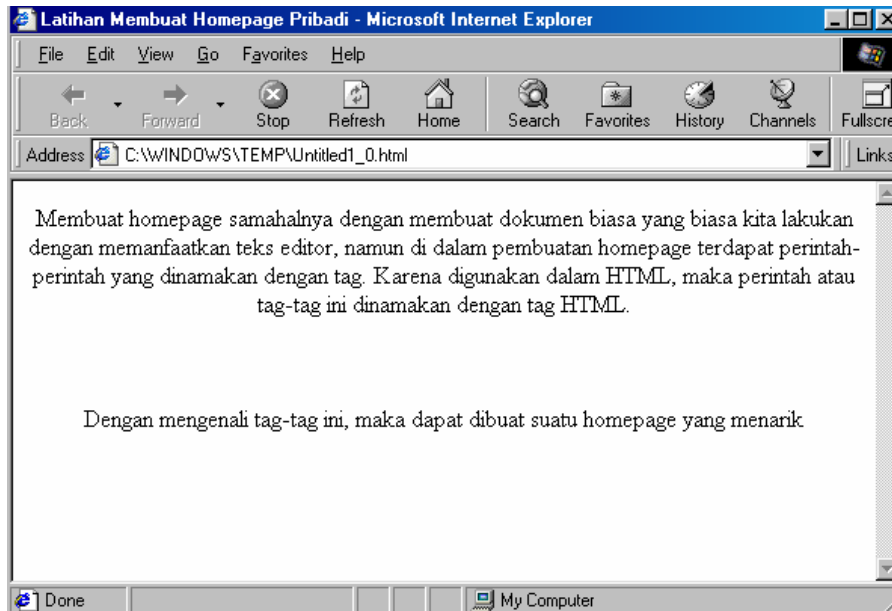 Latihan Membuat Homepage Pribadi - Microsoft Internet Explorer
File Edit View Go Favorites Help
Back Forward Stop Refresh Home Search Favorites History Channels Fullscre
Address C:\WINDOWS\TEMP\Untitled1_0.html Links
Membuat homepage samahalnya dengan membuat dokumen biasa yang biasa kita lakukan
dengan memanfaatkan teks editor, namun di dalam pembuatan homepage terdapat perintah-
perintah yang dinamakan dengan tag. Karena digunakan dalam HTML, maka perintah atau
tag-tag ini dinamakan dengan tag HTML.
Dengan mengenali tag-tag ini, maka dapat dibuat suatu homepage yang menarik
Done My Computer